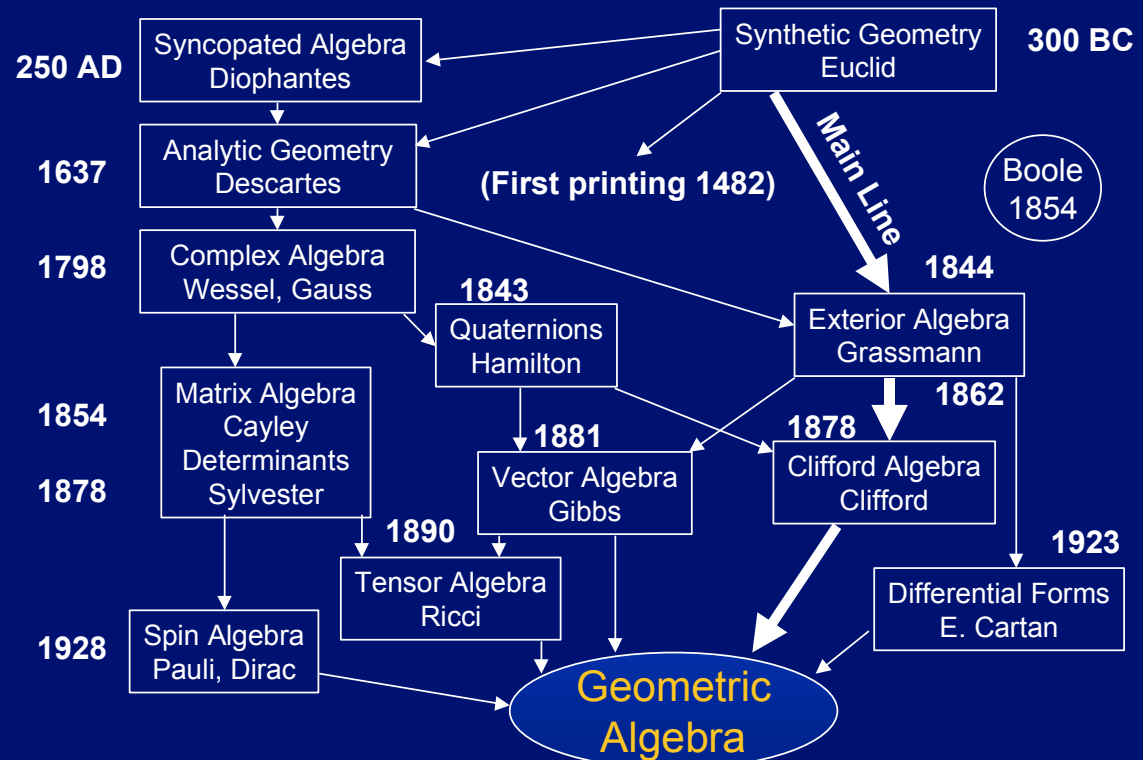 Syncopated Algebra
Diophantes
250 AD
Synthetic Geometry
Euclid
300 BC
Main Line
Analytic Geometry
Descartes
1637
(First printing 1482)
Boole
1854
Complex Algebra
Wessel, Gauss
1798
1843
Quaternions
Hamilton
1844
Exterior Algebra
Grassmann
1862
1854
1878
Matrix Algebra
Cayley
Determinants
Sylvester
1881
Vector Algebra
Gibbs
1878
Clifford Algebra
Clifford
1890
Tensor Algebra
Ricci
1923
Differential Forms
E. Cartan
1928
Spin Algebra
Pauli, Dirac
Geometric
Algebra